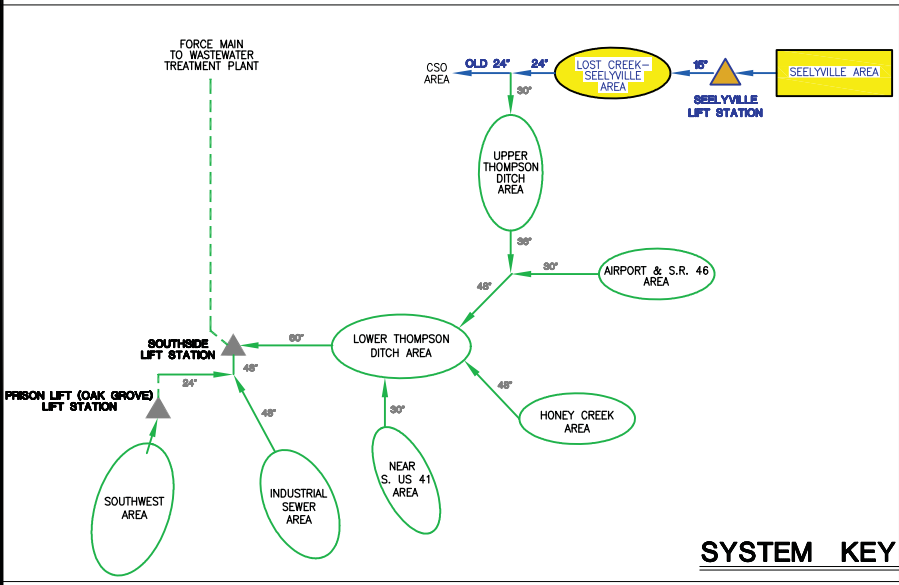 FORCE MAIN
TO WASTEWATER
TREATMENT PLANT
CSO
AREA
OLD 24"
24"
LOST CREEK-
SEELYVILLE
AREA
15"
SEELYVILLE
LIFT STATION
SEELYVILLE AREA
30"
UPPER
THOMPSON
DITCH
AREA
36"
30"
AIRPORT & S.R. 46
AREA
48"
SOUTHSIDE
LIFT STATION
60"
LOWER THOMPSON
DITCH AREA
48"
24"
PRISON LIFT (OAK GROVE)
LIFT STATION
48"
30"
48"
HONEY CREEK
AREA
SOUTHWEST
AREA
INDUSTRIAL
SEWER
AREA
NEAR
S. US 41
AREA
SYSTEM KEY